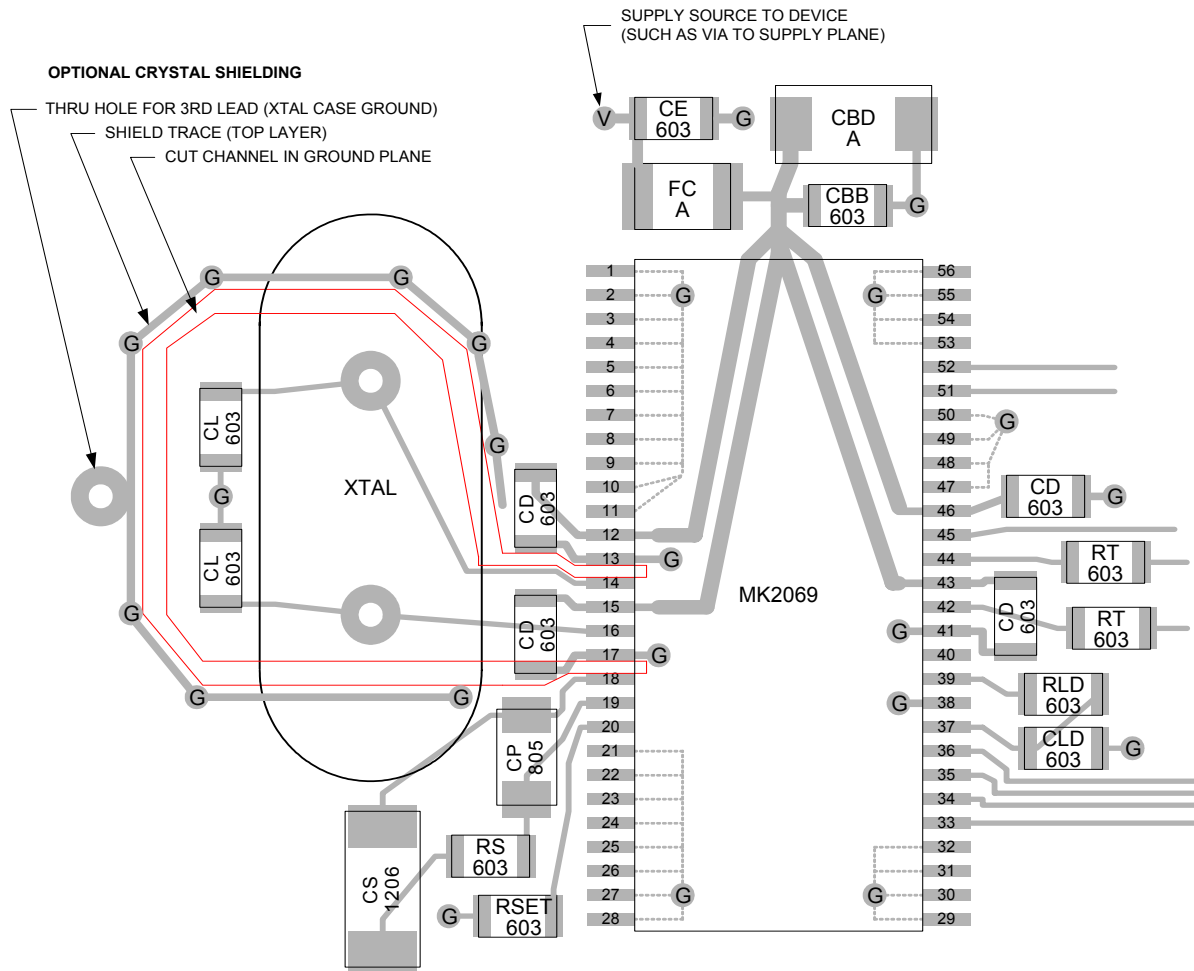 SUPPLY SOURCE TO DEVICE
(SUCH AS VIA TO SUPPLY PLANE)
OPTIONAL CRYSTAL SHIELDING
THRU HOLE FOR 3RD LEAD (XTAL CASE GROUND)
SHIELD TRACE (TOP LAYER)
CUT CHANNEL IN GROUND PLANE
V
CE
603
G
CBD
A
FC
A
CBB
603
G
G
G
G
G
G
G
G
G
CL
603
G
CL
603
XTAL
CD
603
CD
603
1
2
3
4
5
6
7
8
9
10
11
12
13
14
15
16
17
18
19
20
21
22
23
24
25
26
27
28
G
G
G
G
MK2069
G
G
G
G
56
55
54
53
52
51
50
49
48
47
46
45
44
43
42
41
40
39
38
37
36
35
34
33
32
31
30
29
G
CD
603
G
RT
603
CD
603
RT
603
RLD
603
CLD
603
G
CP
805
CS
1206
RS
603
G
RSET
603